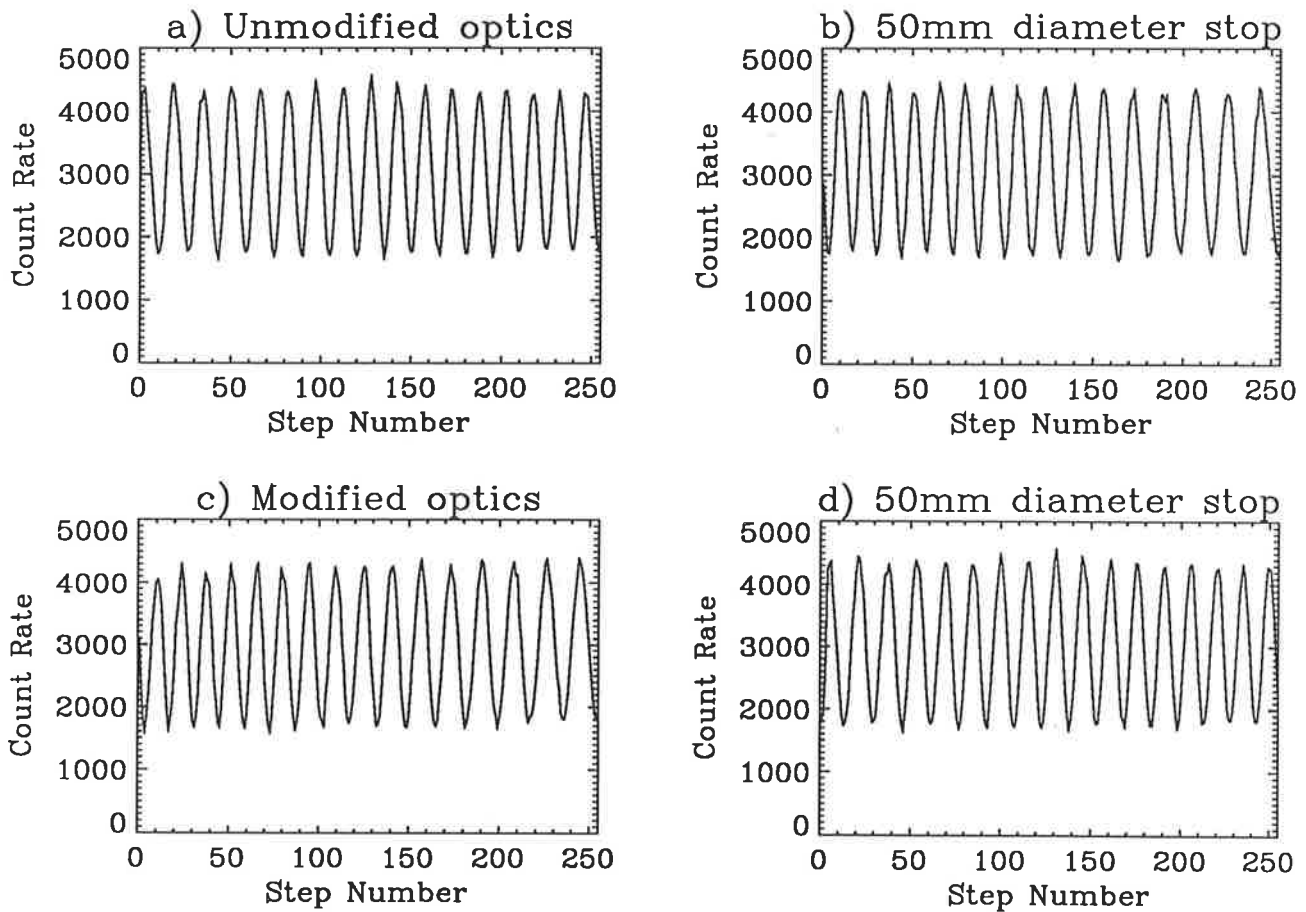 a) Unmodified optics
5000
4000
3000
2000
1000
0
Count Rate
0 50 100 150 200 250
Step Number
b) 50mm diameter stop
5000
4000
3000
2000
1000
0
Count Rate
0 50 100 150 200 250
Step Number
c) Modified optics
5000
4000
3000
2000
1000
0
Count Rate
0 50 100 150 200 250
Step Number
d) 50mm diameter stop
5000
4000
3000
2000
1000
0
Count Rate
0 50 100 150 200 250
Step Number